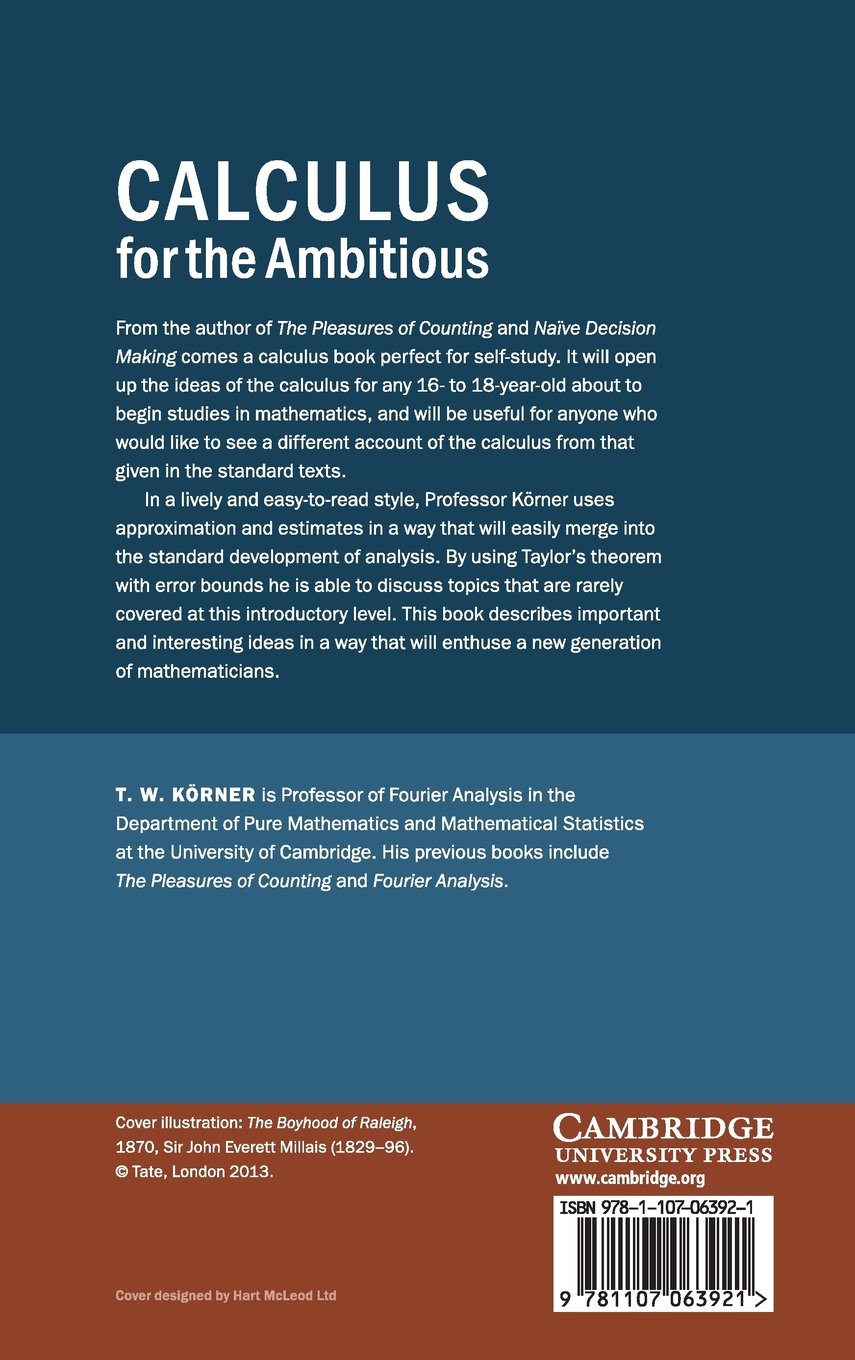 CALCULUS
for the Ambitious
From the author of The Pleasures of Counting and Naïve Decision
Making comes a calculus book perfect for self-study. It will open
up the ideas of the calculus for any 16- to 18-year-old about to
begin studies in mathematics, and will be useful for anyone who
would like to see a different account of the calculus from that
given in the standard texts.
In a lively and easy-to-read style, Professor Körner uses
approximation and estimates in a way that will easily merge into
the standard development of analysis. By using Taylor's theorem
with error bounds he is able to discuss topics that are rarely
covered at this introductory level. This book describes important
and interesting ideas in a way that will enthuse a new generation
of mathematicians.
T. W. KÖRNER is Professor of Fourier Analysis in the
Department of Pure Mathematics and Mathematical Statistics
at the University of Cambridge. His previous books include
The Pleasures of Counting and Fourier Analysis.
Cover illustration: The Boyhood of Raleigh,
1870, Sir John Everett Millais (1829–96).
© Tate, London 2013.
Cover designed by Hart McLeod Ltd
CAMBRIDGE
UNIVERSITY PRESS
www.cambridge.org
ISBN 978-1-107-06392-1
9 781107 063921 >